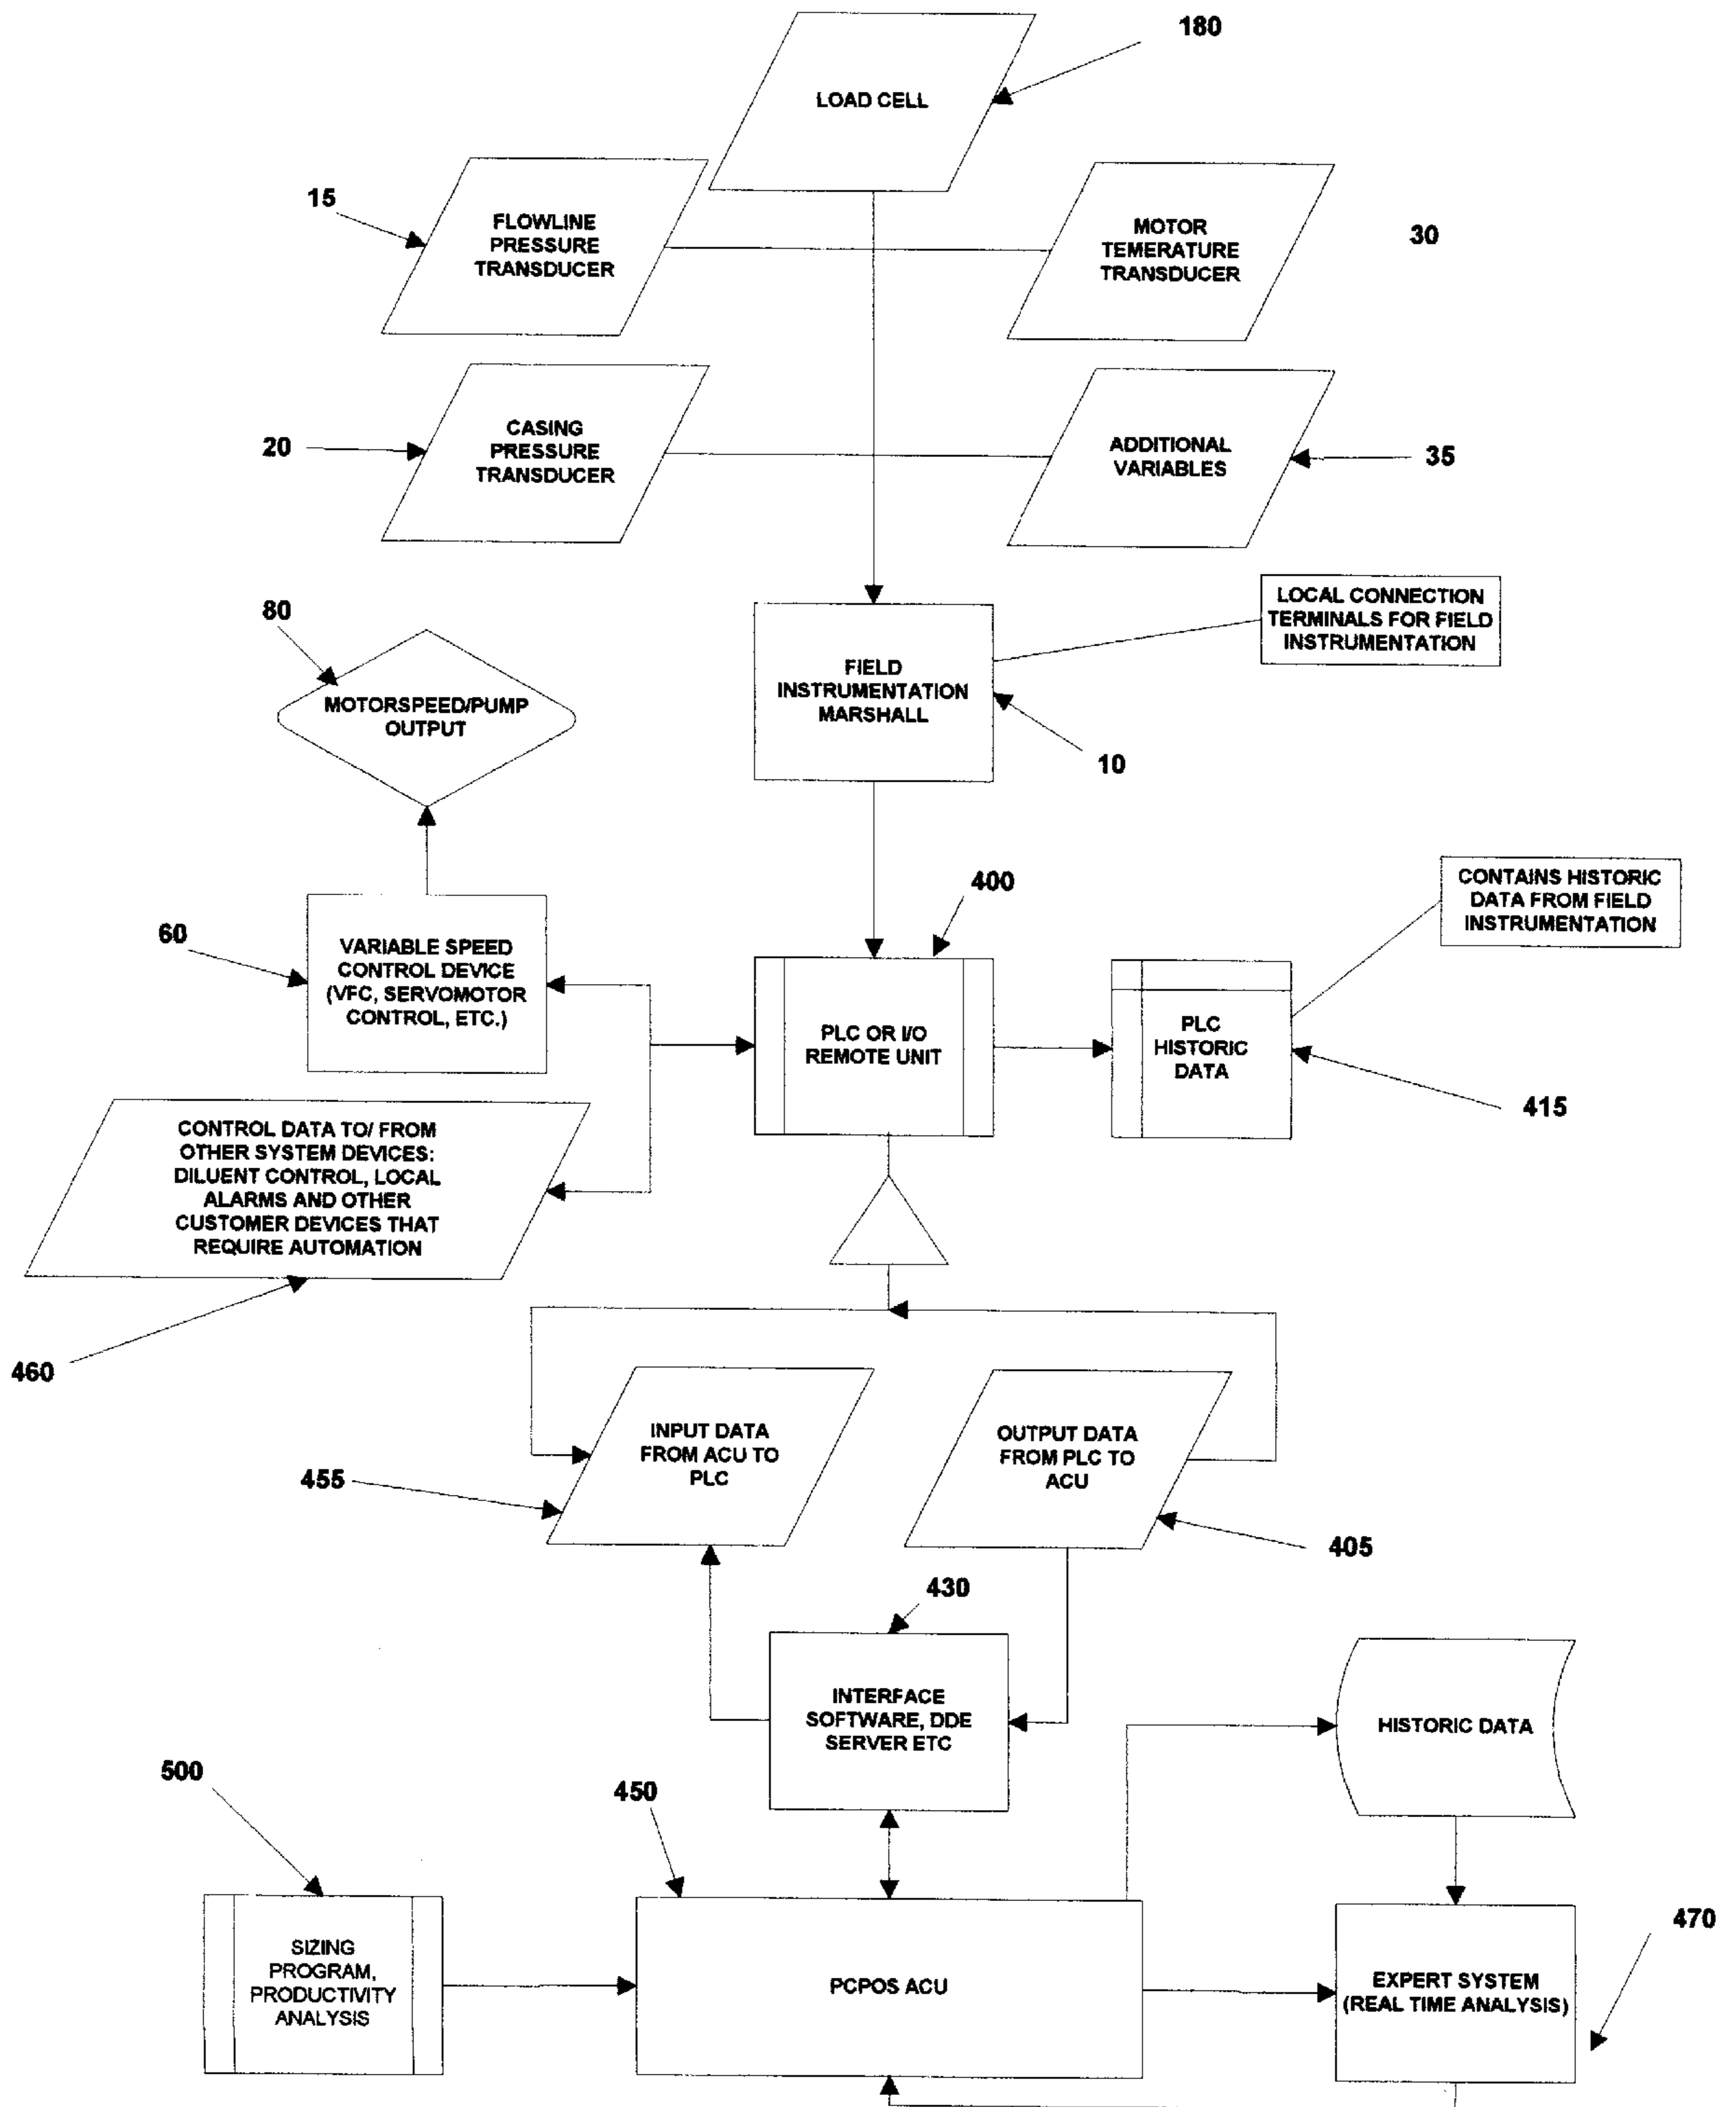 180
LOAD CELL
15
FLOWLINE
PRESSURE
TRANSDUCER
MOTOR
TEMERATURE
TRANSDUCER
30
20
CASING
PRESSURE
TRANSDUCER
ADDITIONAL
VARIABLES
35
80
MOTORSPEED/PUMP
OUTPUT
FIELD
INSTRUMENTATION
MARSHALL
LOCAL CONNECTION
TERMINALS FOR FIELD
INSTRUMENTATION
10
400
CONTAINS HISTORIC
DATA FROM FIELD
INSTRUMENTATION
60
VARIABLE SPEED
CONTROL DEVICE
(VFC, SERVOMOTOR
CONTROL, ETC.)
PLC OR I/O
REMOTE UNIT
PLC
HISTORIC
DATA
415
CONTROL DATA TO/ FROM
OTHER SYSTEM DEVICES:
DILUENT CONTROL, LOCAL
ALARMS AND OTHER
CUSTOMER DEVICES THAT
REQUIRE AUTOMATION
460
INPUT DATA
FROM ACU TO
PLC
OUTPUT DATA
FROM PLC TO
ACU
455
405
430
INTERFACE
SOFTWARE, DDE
SERVER ETC
HISTORIC DATA
500
450
470
SIZING
PROGRAM,
PRODUCTIVITY
ANALYSIS
PCPOS ACU
EXPERT SYSTEM
(REAL TIME ANALYSIS)